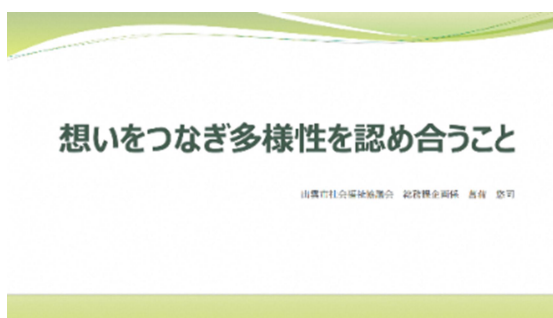 想いをつなぎ多様性を認め合うこと
社会福祉協議会 総務課企画係